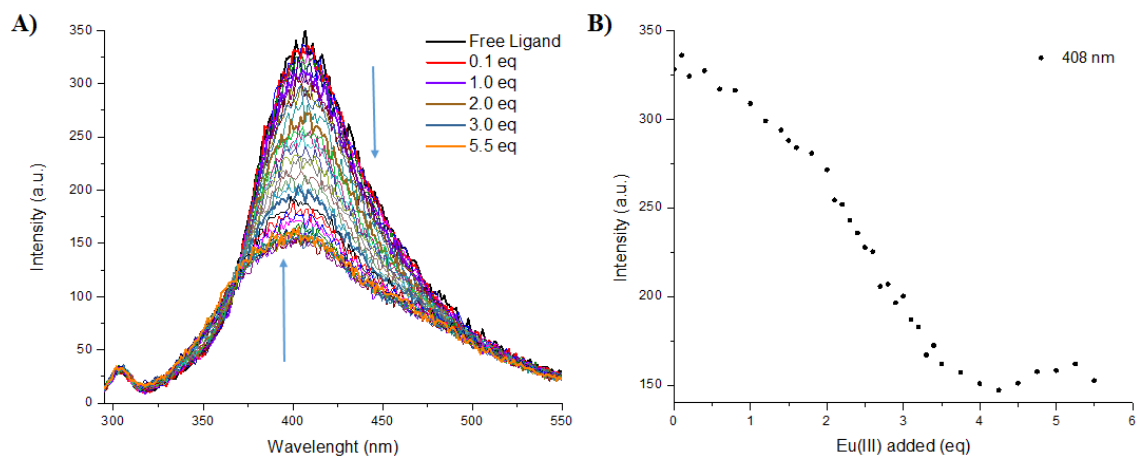 A)
350
300
250
200
150
100
50
0
Intensity (a.u.)
300
350
400
450
500
550
Wavelenght (nm)
Free Ligand
0.1 eq
1.0 eq
2.0 eq
3.0 eq
5.5 eq
B)
350
300
250
200
150
Intensity (a.u.)
0
1
2
3
4
5
6
Eu(III) added (eq)
408 nm